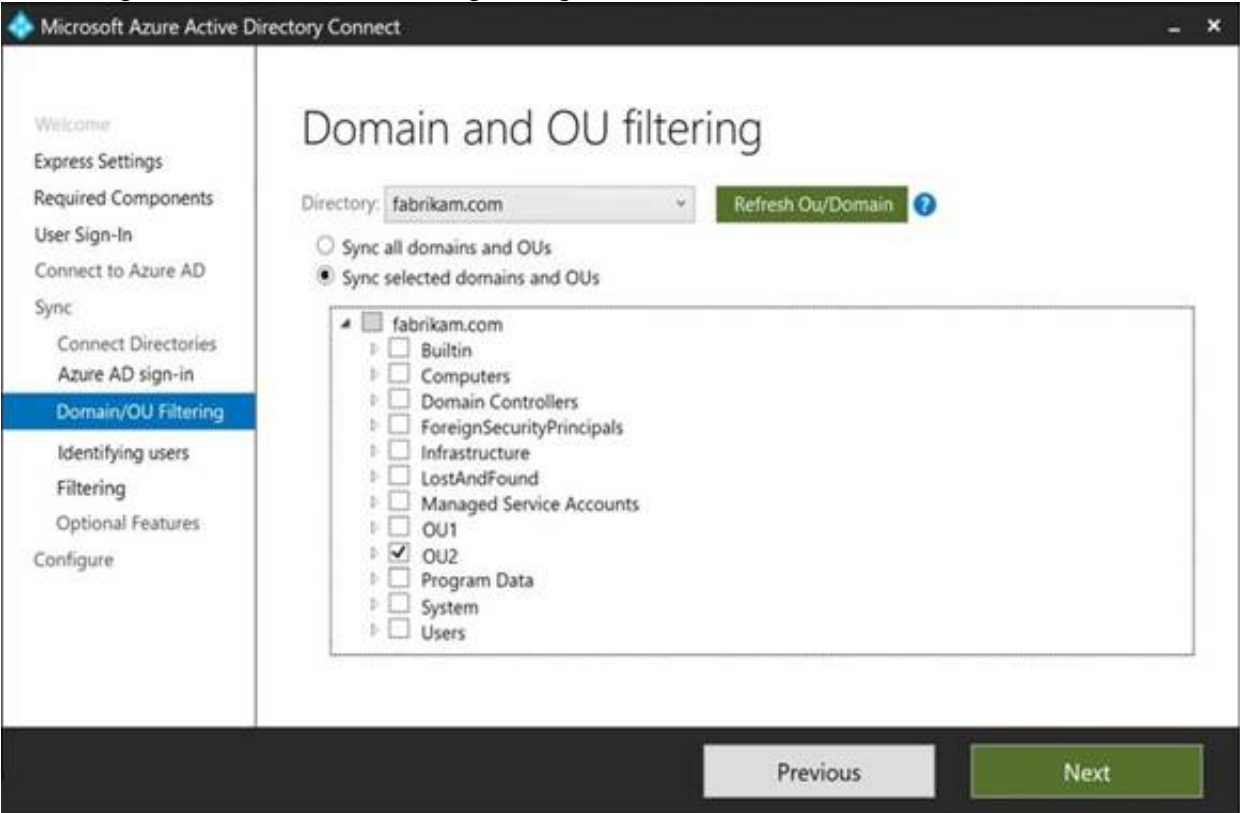 Microsoft Azure Active Directory Connect
Welcome
Express Settings
Required Components
User Sign-In
Connect to Azure AD
Sync
Connect Directories
Azure AD sign-in
Domain/OU Filtering
Identifying users
Filtering
Optional Features
Configure
Domain and OU filtering
Directory: fabrikam.com Refresh Ou/Domain ?
Sync all domains and OUs
Sync selected domains and OUs
fabrikam.com
Builtin
Computers
Domain Controllers
ForeignSecurityPrincipals
Infrastructure
LostAndFound
Managed Service Accounts
OU1
OU2
Program Data
System
Users
Previous Next